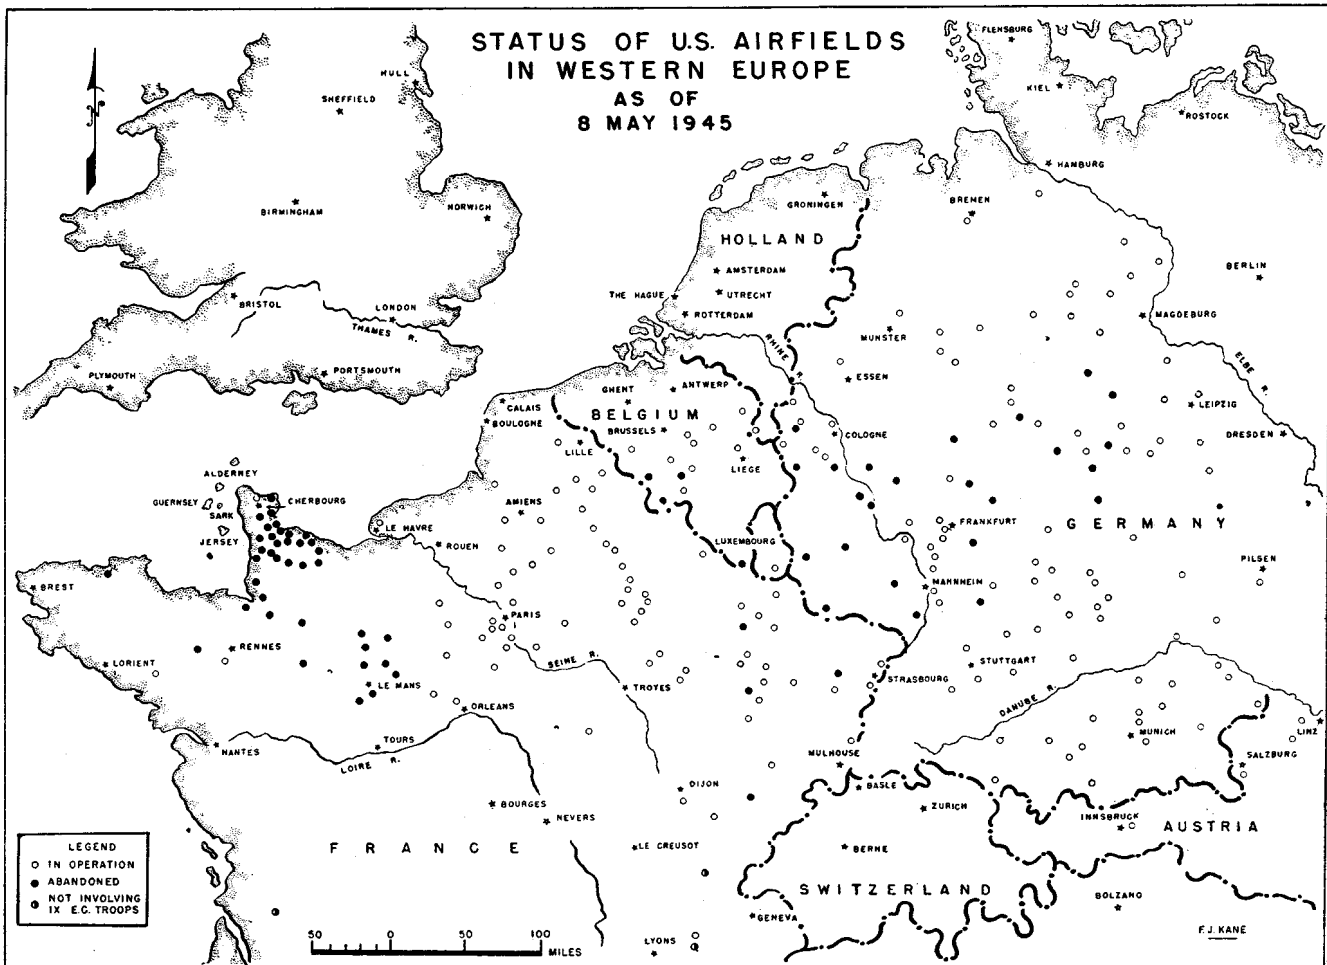 STATUS OF U.S. AIRFIELDS
IN WESTERN EUROPE
AS OF
8 MAY 1945
N
FLENSBURG
HULL
KIEL
SHEFFIELD
ROSTOCK
HAMBURG
GRONINGEN
BREMEN
BIRMINGHAM
NORWICH
HOLLAND
AMSTERDAM
BERLIN
THE HAGUE
UTRECHT
BRISTOL
LONDON
ROTTERDAM
MAGDEBURG
THAMES R.
MUNSTER
RHINE R.
ELBE R.
PLYMOUTH
PORTSMOUTH
ESSEN
GHENT
ANTWERP
CALAIS
BELGIUM
LEIPZIG
BOULOGNE
BRUSSELS
COLOGNE
DRESDEN
LILLE
LIEGE
ALDERNEY
GUERNSEY
CHERBOURG
AMIENS
SARK
LE HAVRE
FRANKFURT
GERMANY
JERSEY
ROUEN
LUXEMBOURG
PILSEN
BREST
MANNHEIM
PARIS
RENNES
LORIENT
SEINE R.
STUTTGART
STRASBOURG
LE MANS
TROYES
DANUBE R.
ORLEANS
MUNICH
LINZ
NANTES
TOURS
MULHOUSE
SALZBURG
LOIRE R.
DIJON
BASLE
BOURGES
ZURICH
NEVERS
INNSBRUCK
AUSTRIA
FRANCE
LE CREUSOT
BERNE
SWITZERLAND
BOLZANO
GENEVA
LYONS
LEGEND
IN OPERATION
ABANDONED
NOT INVOLVING
IX E.C. TROOPS
50 0 50 100
MILES
F.J. KANE